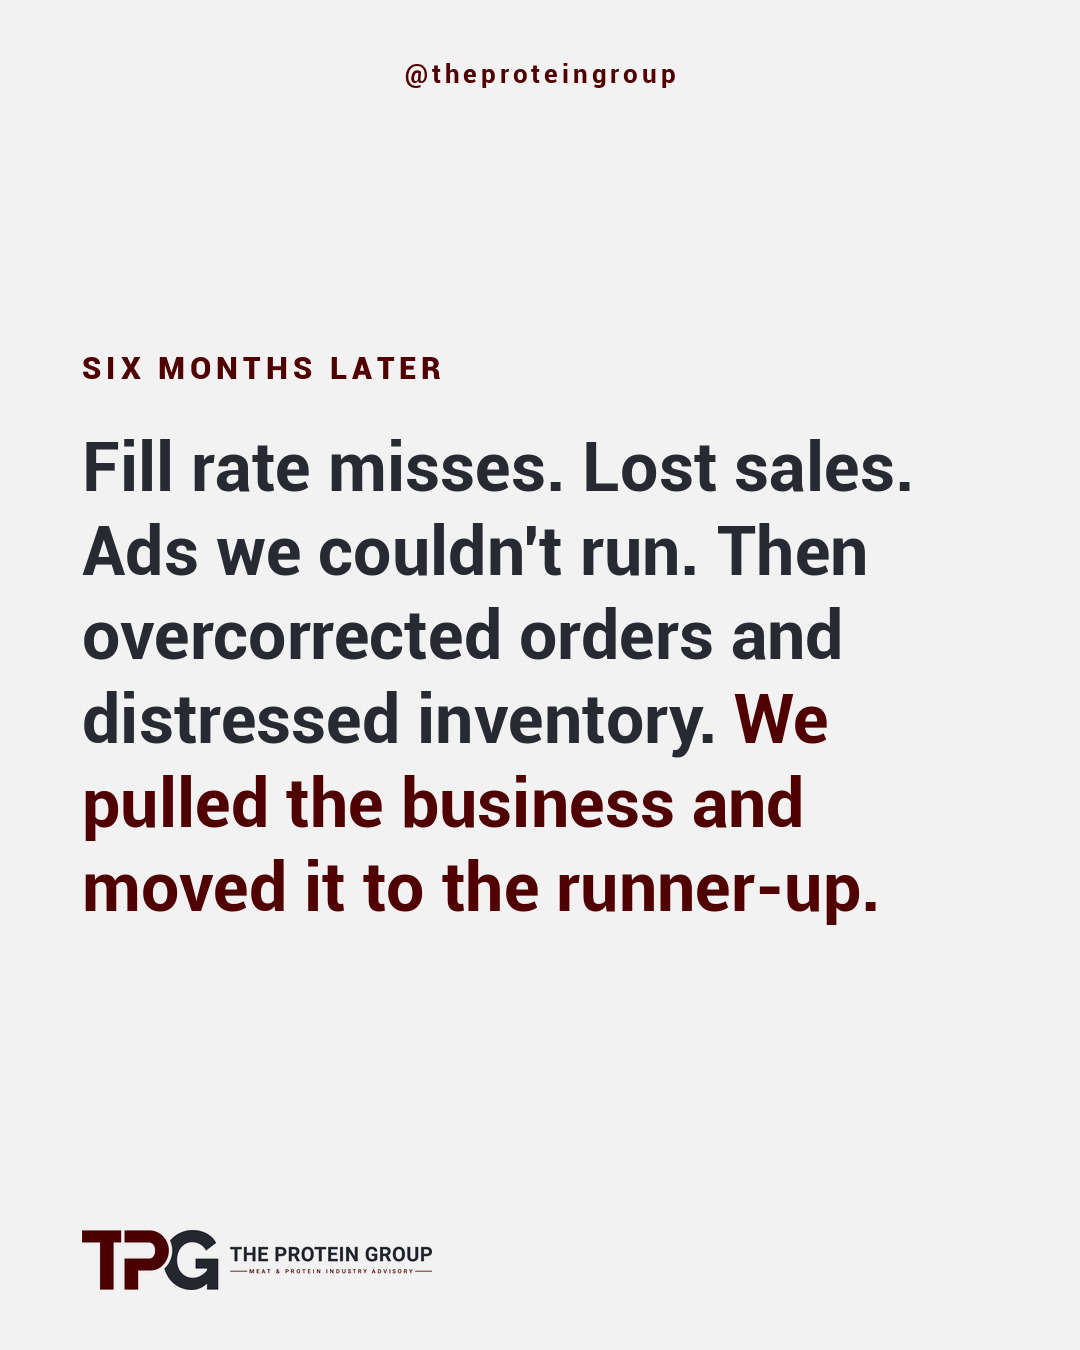 @theproteingroup
SIX MONTHS LATER
Fill rate misses. Lost sales.
Ads we couldn't run. Then
overcorrected orders and
distressed inventory. We
pulled the business and
moved it to the runner-up.
TPG
THE PROTEIN GROUP
MEAT & PROTEIN INDUSTRY ADVISORY